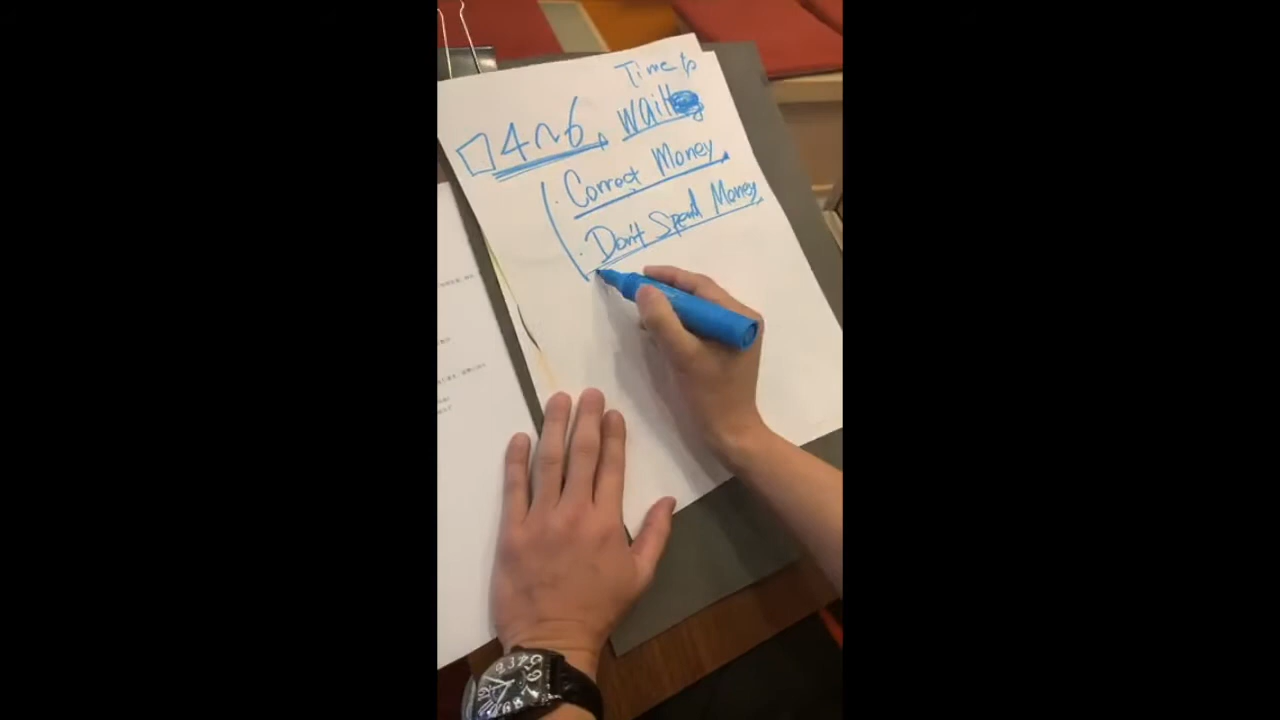 Time to
□4~6, wait
Correct Money
Don't Spend Money